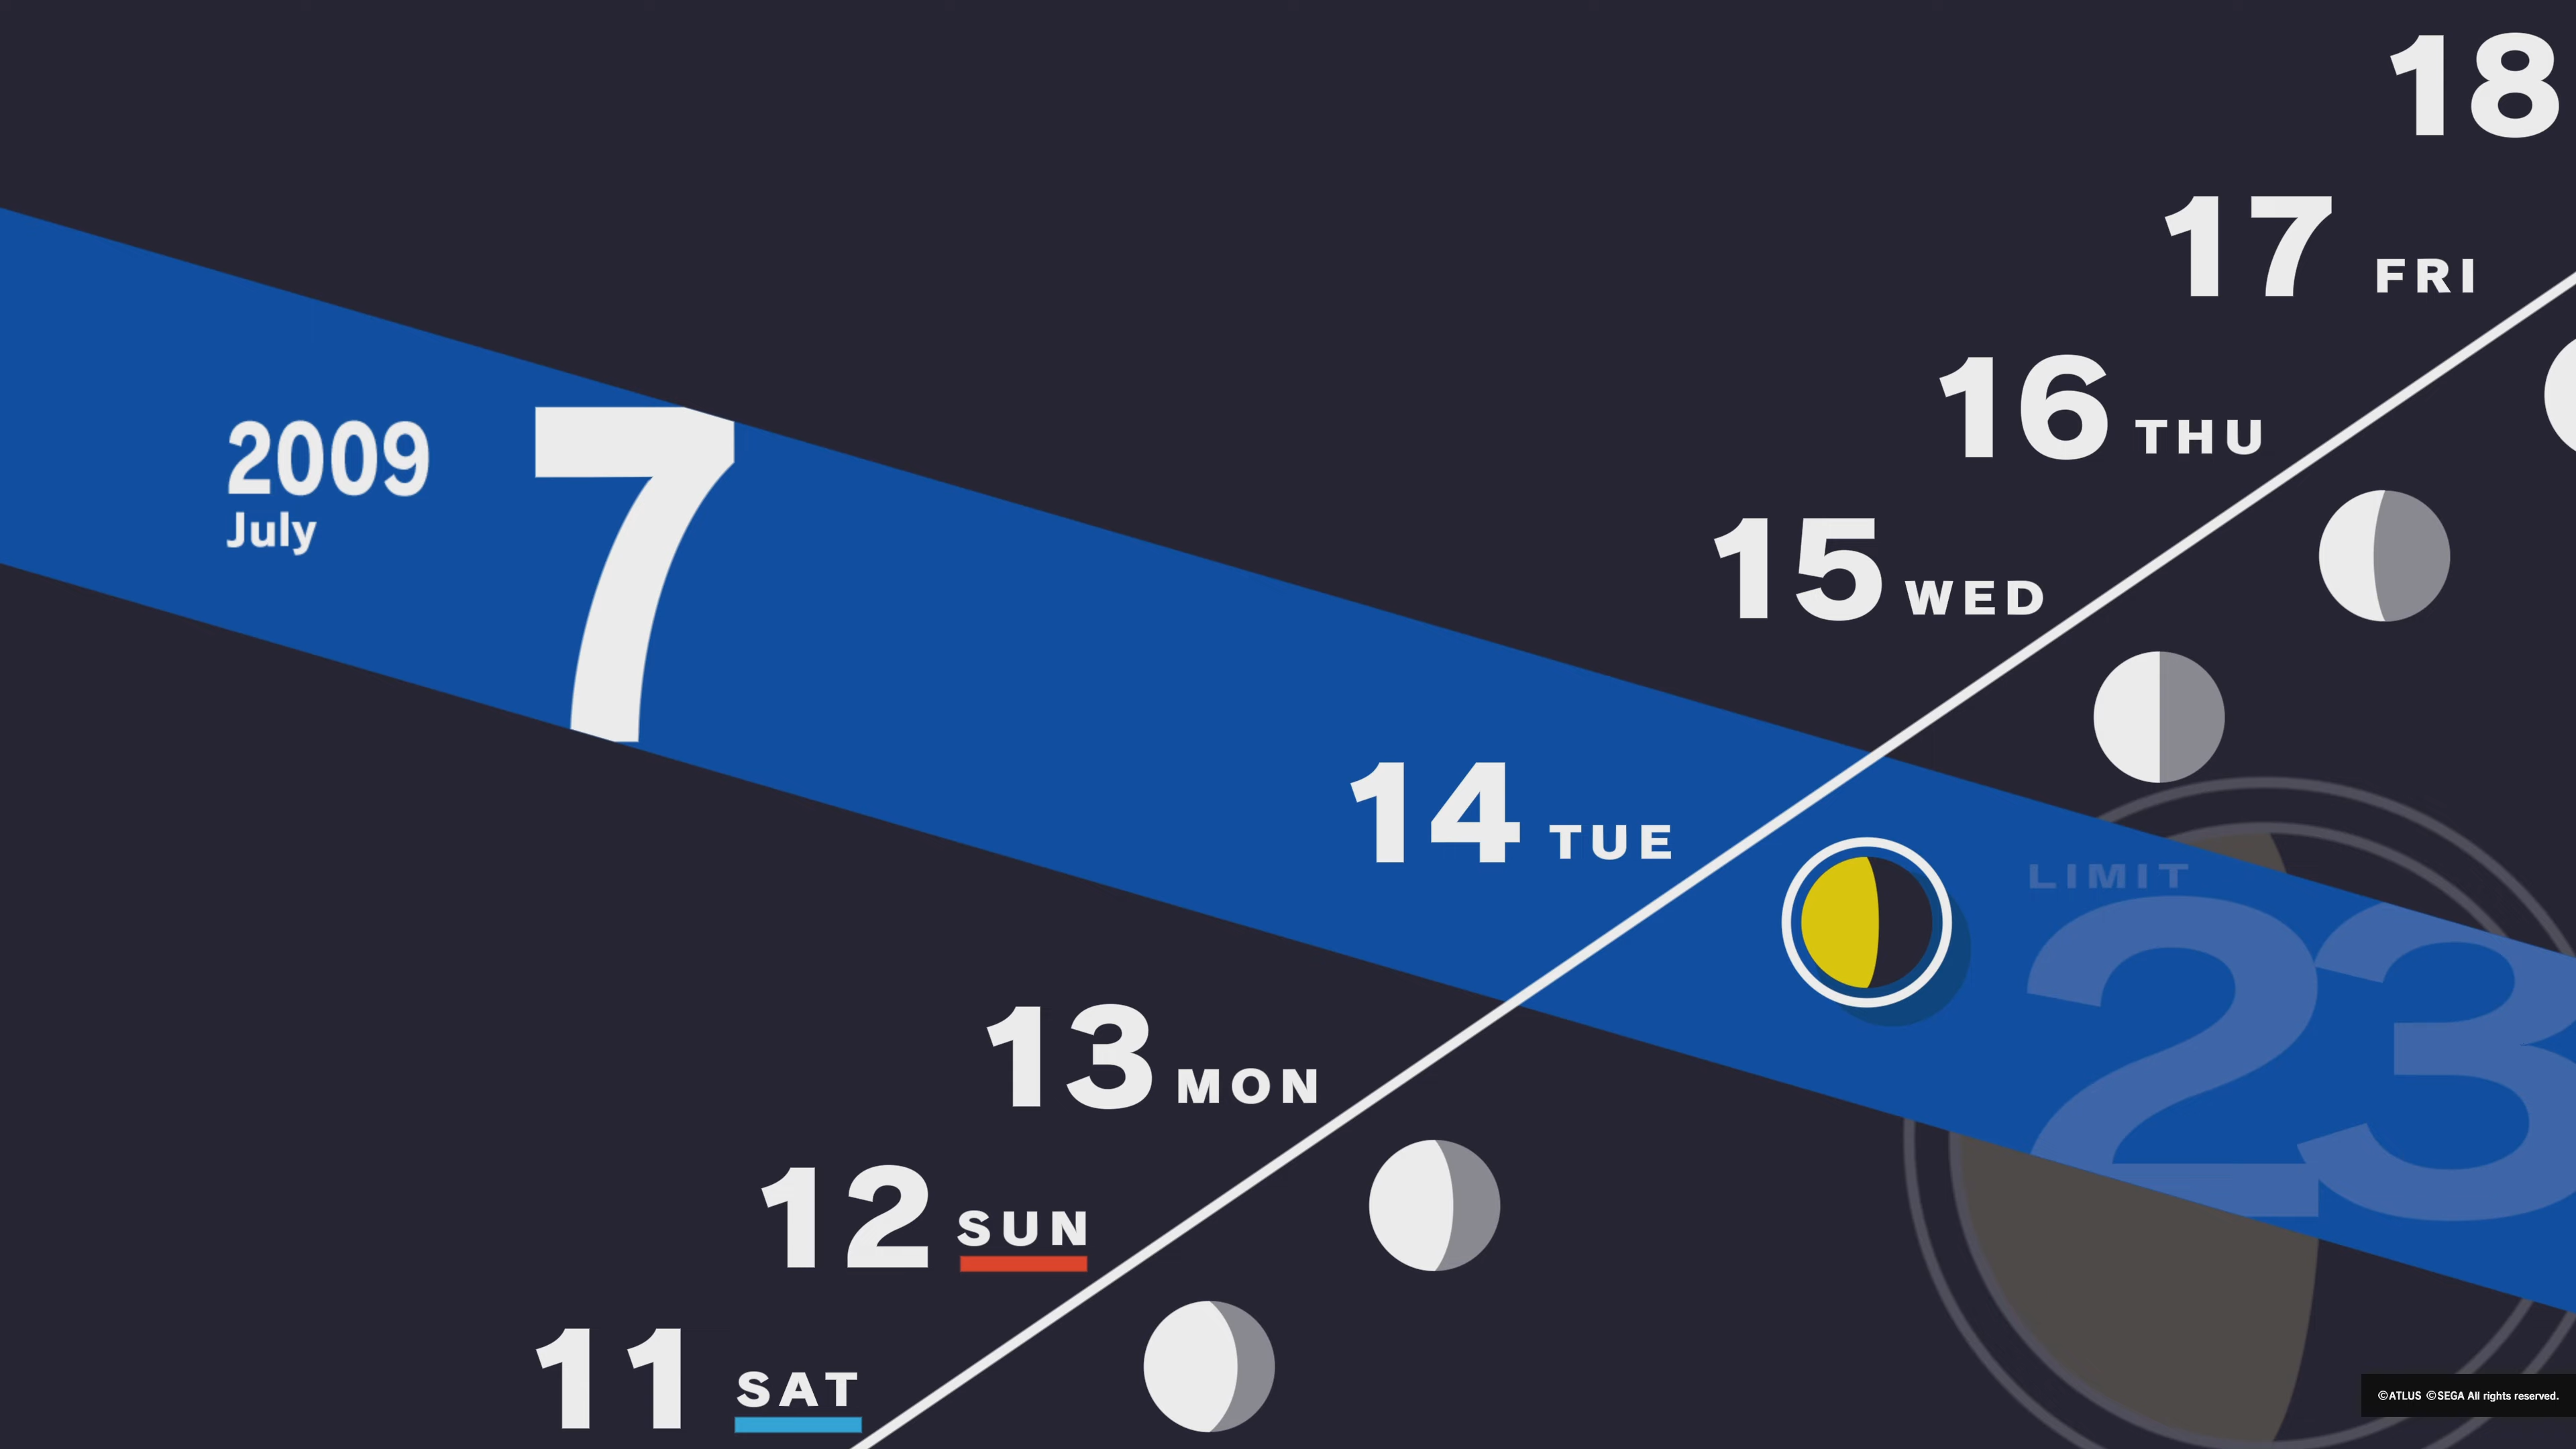 2009
July
7
18
17 FRI
16 THU
15 WED
14 TUE
13 MON
12 SUN
11 SAT
LIMIT
23
©ATLUS ©SEGA All rights reserved.